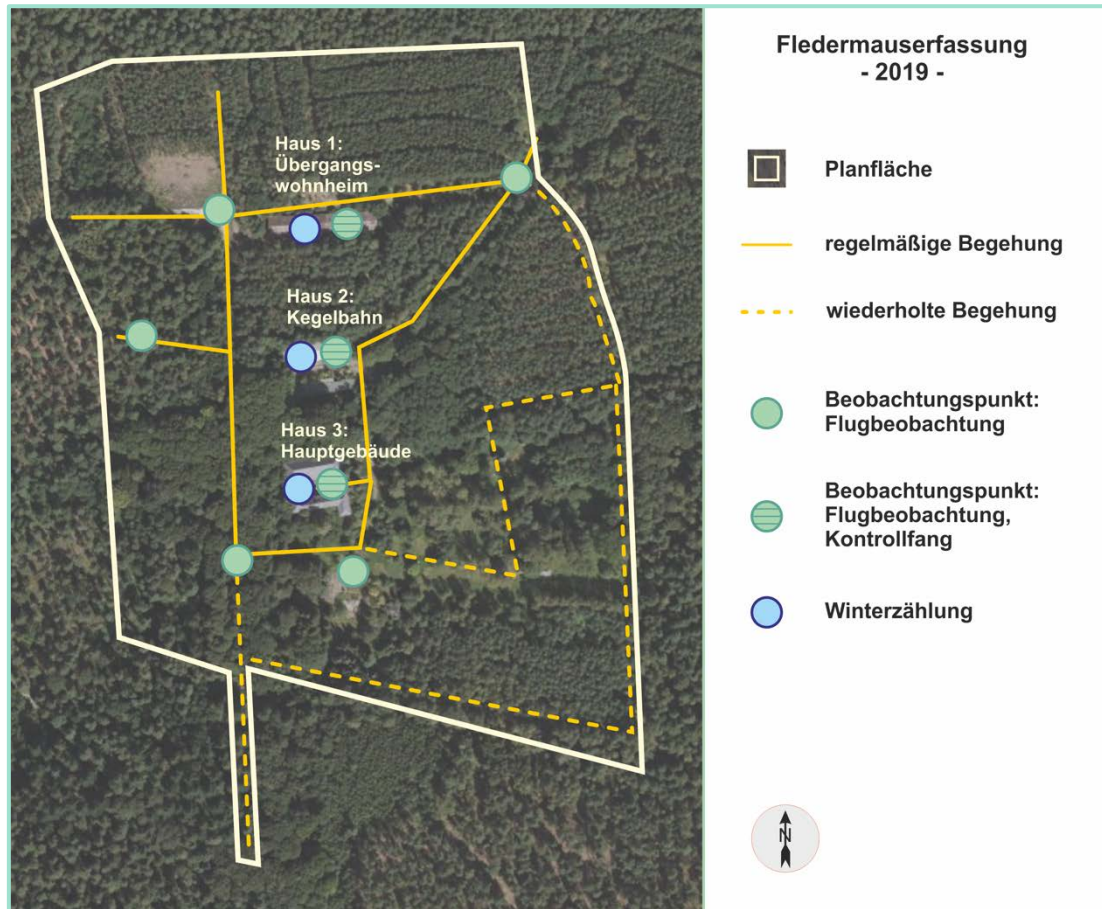 Fledermauserfassung
- 2019 -
Haus 1:
Übergangs-
wohnheim
Haus 2:
Kegelbahn
Haus 3:
Hauptgebäude
Planfläche
regelmäßige Begehung
wiederholte Begehung
Beobachtungspunkt:
Flugbeobachtung
Beobachtungspunkt:
Flugbeobachtung,
Kontrollfang
Winterzählung
N